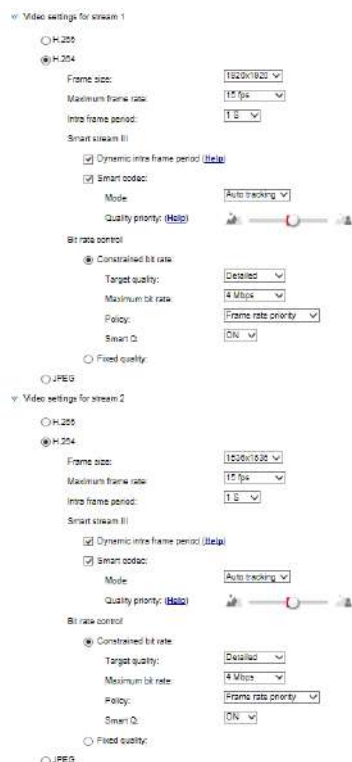 Video settings for stream 1
H.265
H.264
Frame size: 1920x1920
Maximum frame rate: 15 fps
Intra frame period: 1 S
Smart stream III
Dynamic intra frame period (Help)
Smart codec:
Mode: Auto tracking
Quality priority: (Help)
Bit rate control
Constrained bit rate:
Target quality: Detailed
Maximum bit rate: 4 Mbps
Policy: Frame rate priority
Smart Q: ON
Fixed quality:
JPEG
Video settings for stream 2
H.265
H.264
Frame size: 1536x1536
Maximum frame rate: 15 fps
Intra frame period: 1 S
Smart stream III
Dynamic intra frame period (Help)
Smart codec:
Mode: Auto tracking
Quality priority: (Help)
Bit rate control
Constrained bit rate:
Target quality: Detailed
Maximum bit rate: 4 Mbps
Policy: Frame rate priority
Smart Q: ON
Fixed quality:
JPEG